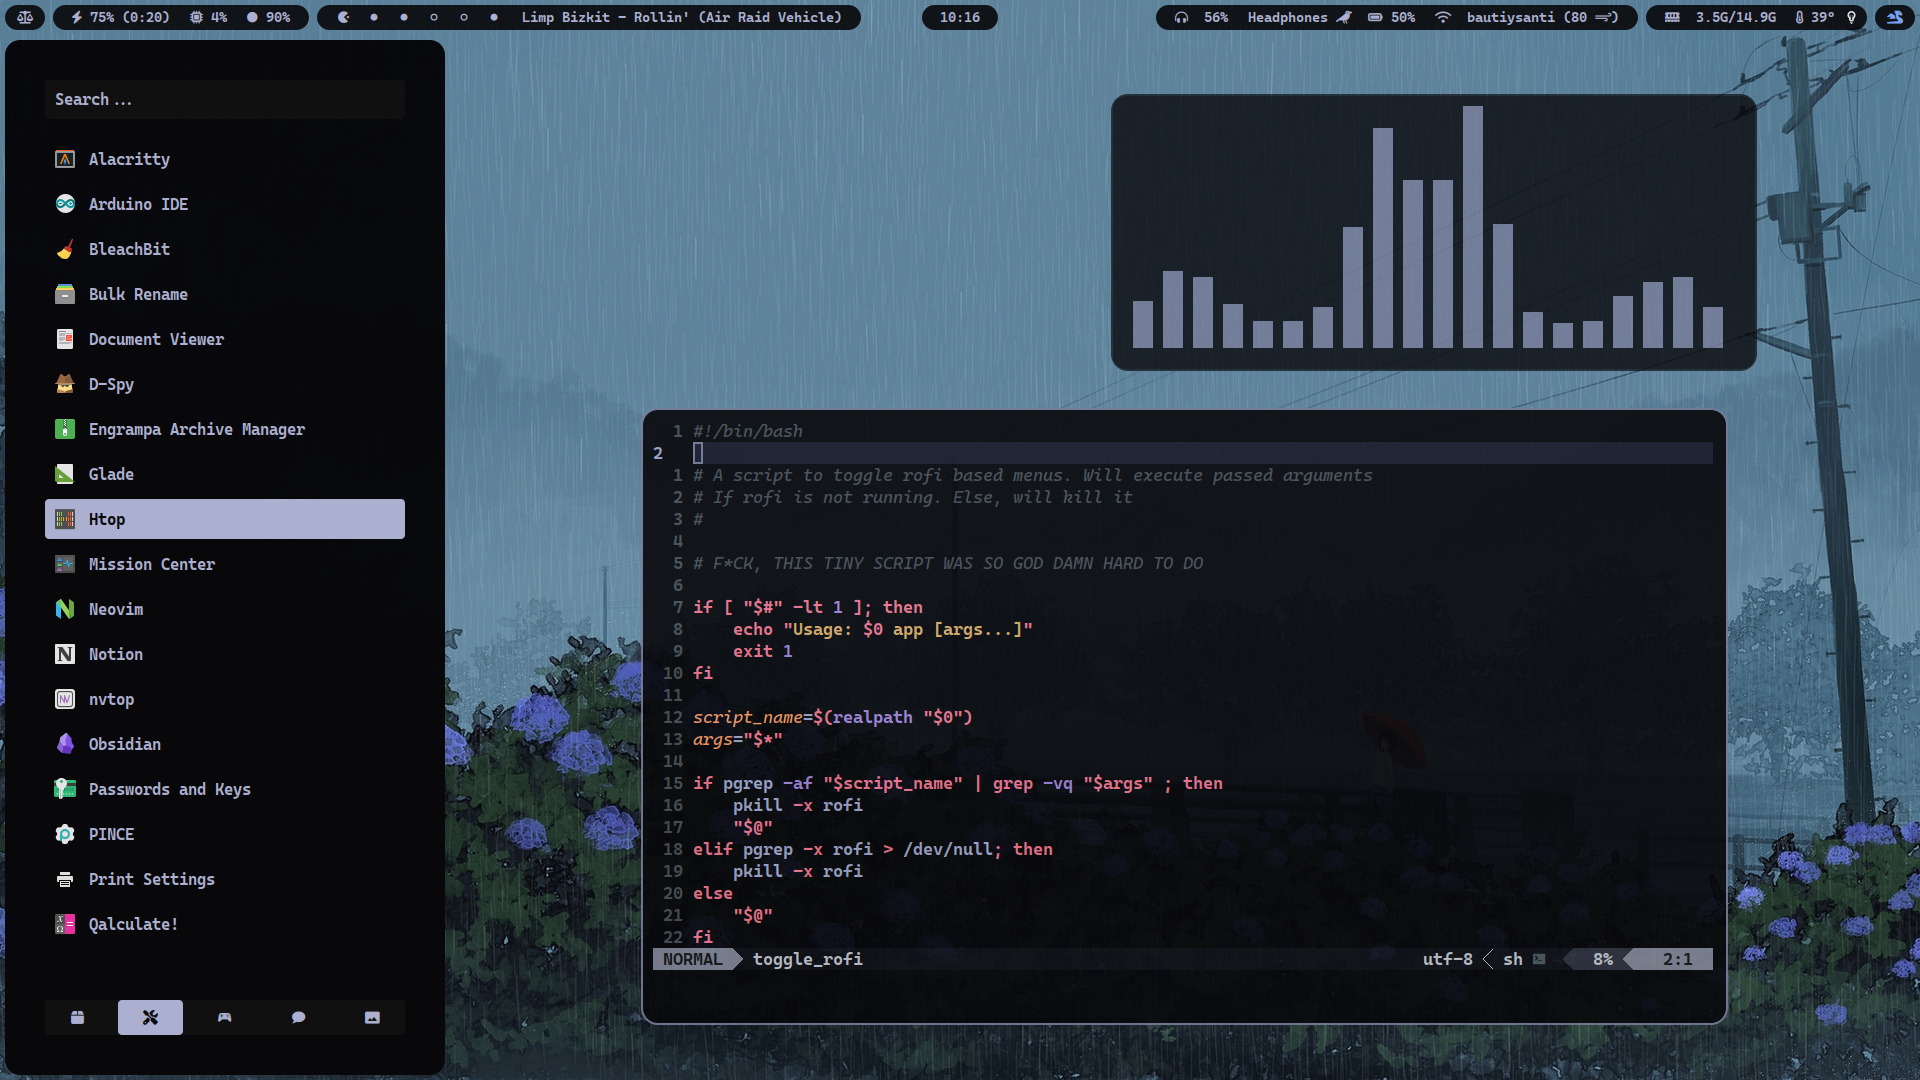 75% (0:20) 4% 90%
Limp Bizkit - Rollin' (Air Raid Vehicle)
10:16
56% Headphones 50% bautiysanti (80 )
3.5G/14.9G 39°
Search...
Alacritty
Arduino IDE
BleachBit
Bulk Rename
Document Viewer
D-Spy
Engrampa Archive Manager
Glade
Htop
Mission Center
Neovim
Notion
nvtop
Obsidian
Passwords and Keys
PINCE
Print Settings
Qalculate!
1 #!/bin/bash
2
1 # A script to toggle rofi based menus. Will execute passed arguments
2 # If rofi is not running. Else, will kill it
3 #
4
5 # F*CK, THIS TINY SCRIPT WAS SO GOD DAMN HARD TO DO
6
7 if [ "$#" -lt 1 ]; then
8     echo "Usage: $0 app [args...]"
9     exit 1
10 fi
11
12 script_name=$(realpath "$0")
13 args="$*"
14
15 if pgrep -af "$script_name" | grep -vq "$args" ; then
16     pkill -x rofi
17     "$@"
18 elif pgrep -x rofi > /dev/null; then
19     pkill -x rofi
20 else
21     "$@"
22 fi
NORMAL toggle_rofi utf-8 sh 8% 2:1